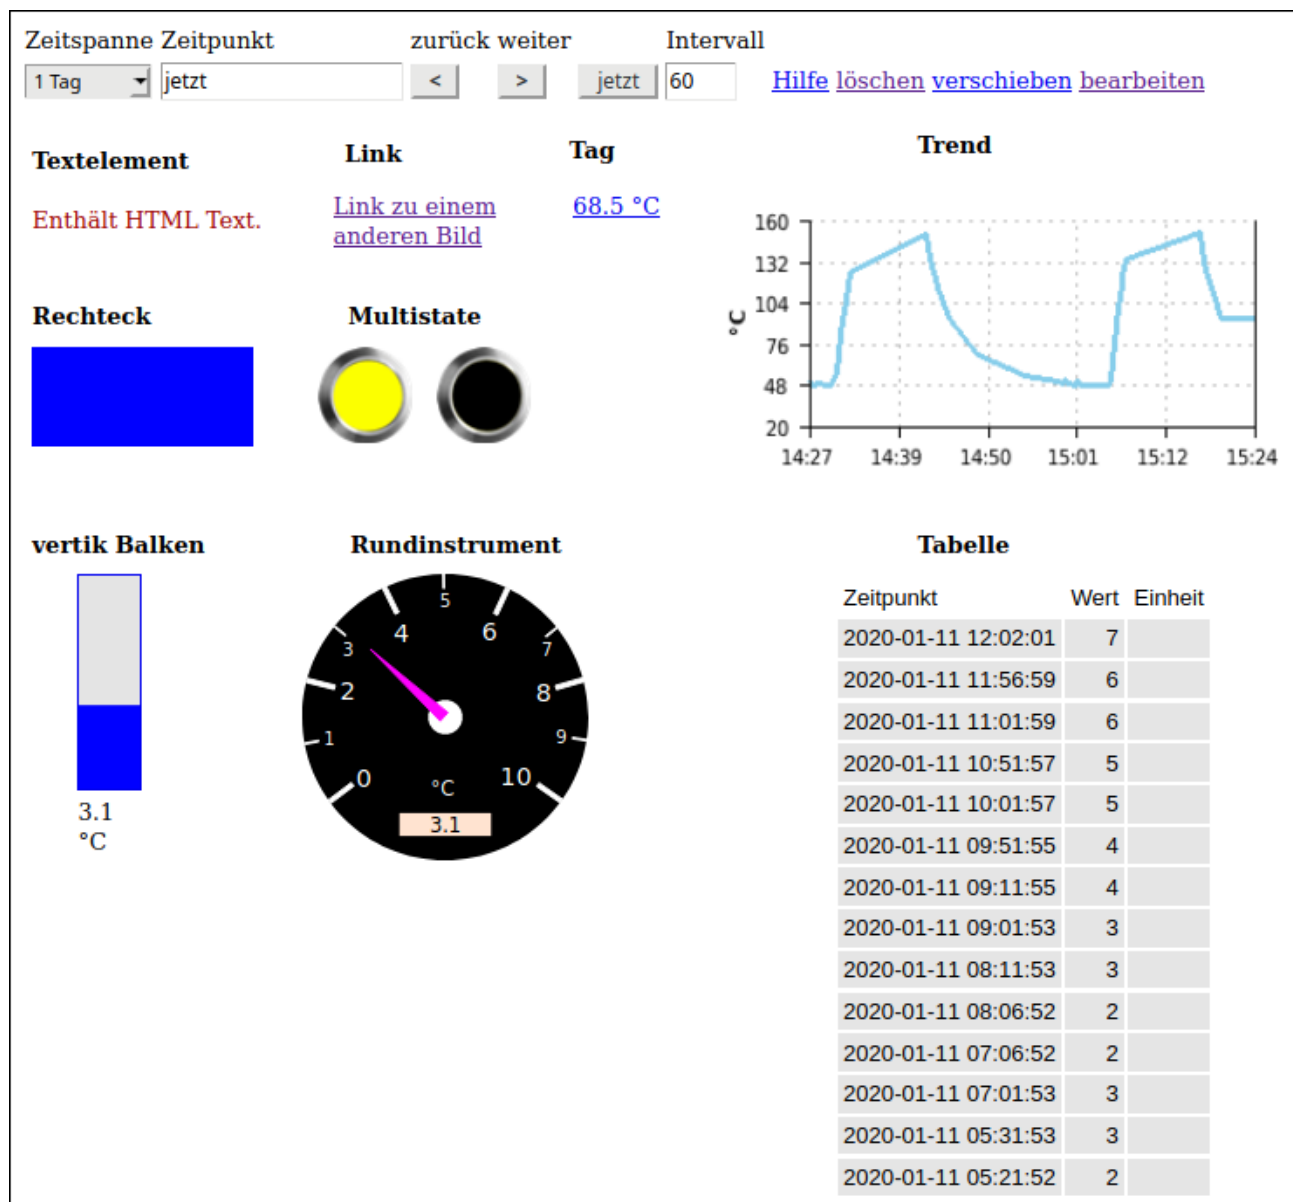 Zeitspanne Zeitpunkt zurück weiter Intervall
1 Tag jetzt < > jetzt 60 Hilfe löschen verschieben bearbeiten
Textelement Link Tag Trend
Enthält HTML Text.
Link zu einem
anderen Bild
68.5 °C
160
132
104
76
48
20
°C
14:27 14:39 14:50 15:01 15:12 15:24
Rechteck Multistate
vertik Balken Rundinstrument Tabelle
3.1
°C
0
1
2
3
4
5
6
7
8
9
10
°C
3.1
Zeitpunkt Wert Einheit
2020-01-11 12:02:01 7
2020-01-11 11:56:59 6
2020-01-11 11:01:59 6
2020-01-11 10:51:57 5
2020-01-11 10:01:57 5
2020-01-11 09:51:55 4
2020-01-11 09:11:55 4
2020-01-11 09:01:53 3
2020-01-11 08:11:53 3
2020-01-11 08:06:52 2
2020-01-11 07:06:52 2
2020-01-11 07:01:53 3
2020-01-11 05:31:53 3
2020-01-11 05:21:52 2